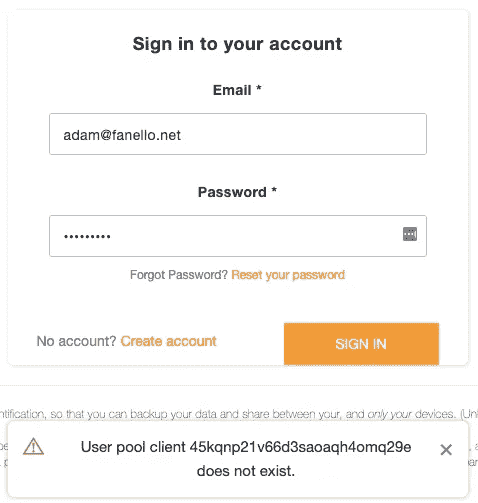 Sign in to your account
Email *
adam@fanello.net
Password *
•••••••••
Forgot Password? Reset your password
No account? Create account
SIGN IN
ntification, so that you can backup your data and share between your, and only your devices. (Uni
User pool client 45kqnp21v66d3saoaqh4omq29e
does not exist.